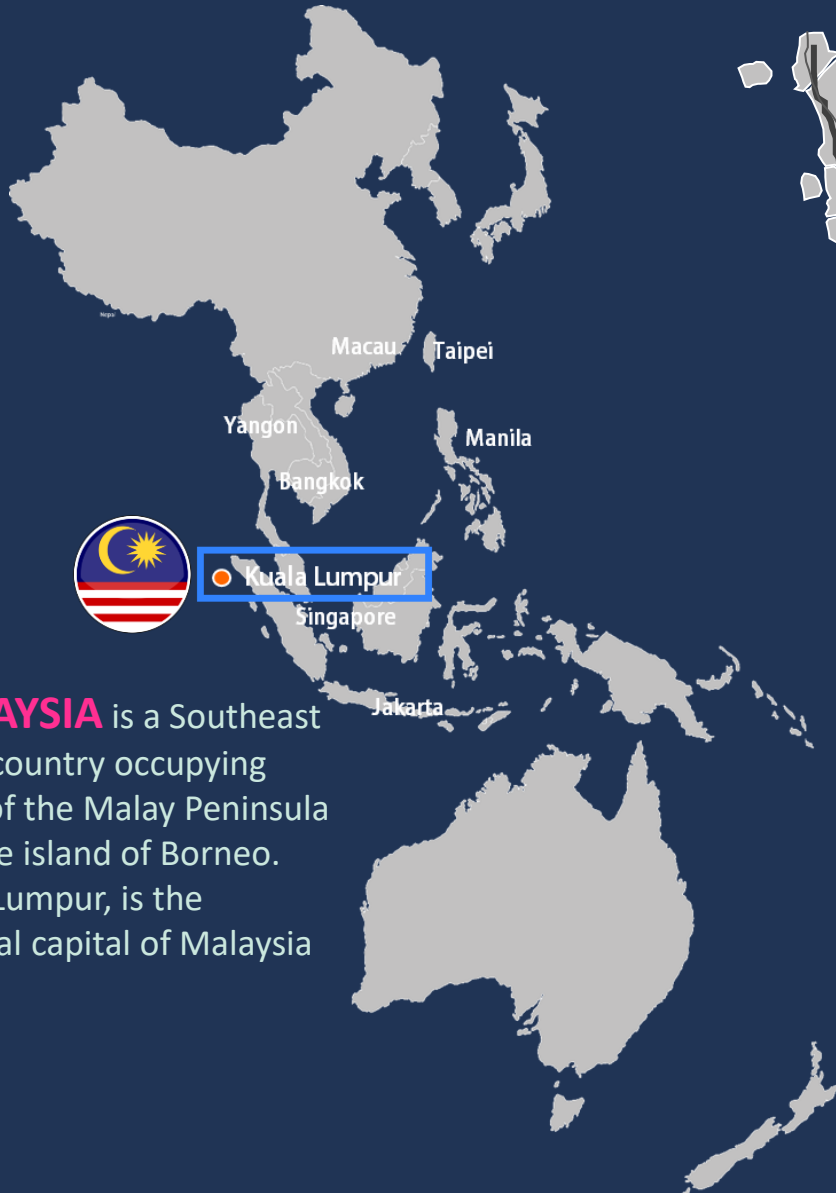 Nepal
Macau
Taipei
Yangon
Manila
Bangkok
Kuala Lumpur
Singapore
Jakarta
AYSIA is a Southeast
country occupying
of the Malay Peninsula
e island of Borneo.
Lumpur, is the
al capital of Malaysia